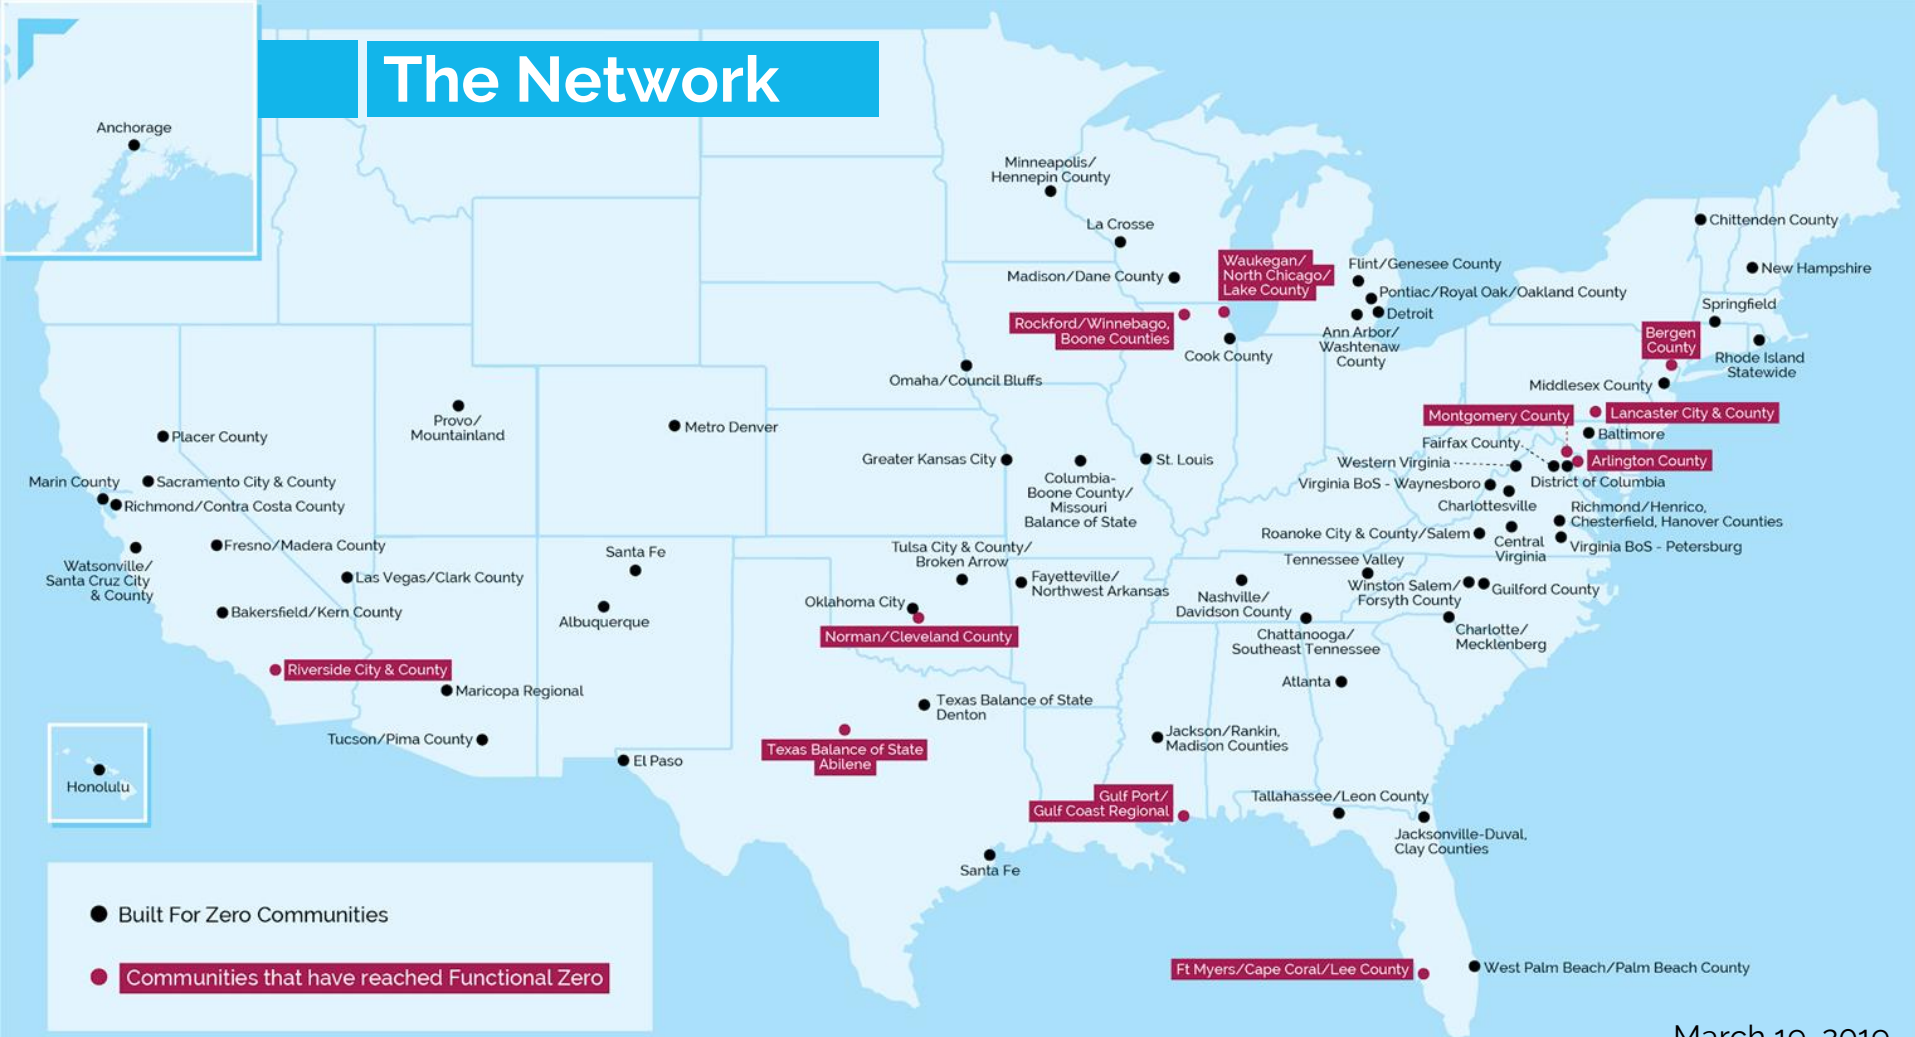 The Network
Anchorage
Minneapolis/
Hennepin County
La Crosse
Madison/Dane County
Waukegan/
North Chicago/
Lake County
Rockford/Winnebago,
Boone Counties
Cook County
Flint/Genesee County
Pontiac/Royal Oak/Oakland County
Detroit
Ann Arbor/
Washtenaw
County
Chittenden County
New Hampshire
Springfield
Bergen
County
Rhode Island
Statewide
Middlesex County
Omaha/Council Bluffs
Provo/
Mountainland
Metro Denver
Placer County
Marin County
Sacramento City & County
Richmond/Contra Costa County
Greater Kansas City
Columbia-
Boone County/
Missouri
Balance of State
St. Louis
Montgomery County
Lancaster City & County
Baltimore
Fairfax County
Western Virginia
Arlington County
Virginia BoS - Waynesboro
District of Columbia
Charlottesville
Richmond/Henrico,
Chesterfield, Hanover Counties
Roanoke City & County/Salem
Central
Virginia
Virginia BoS - Petersburg
Watsonville/
Santa Cruz City
& County
Fresno/Madera County
Las Vegas/Clark County
Bakersfield/Kern County
Santa Fe
Albuquerque
Tulsa City & County/
Broken Arrow
Oklahoma City
Fayetteville/
Northwest Arkansas
Norman/Cleveland County
Tennessee Valley
Nashville/
Davidson County
Winston Salem/
Forsyth County
Guilford County
Chattanooga/
Southeast Tennessee
Charlotte/
Mecklenberg
Riverside City & County
Maricopa Regional
Tucson/Pima County
Atlanta
Texas Balance of State
Denton
Texas Balance of State
Abilene
El Paso
Jackson/Rankin,
Madison Counties
Honolulu
Gulf Port/
Gulf Coast Regional
Tallahassee/Leon County
Jacksonville-Duval,
Clay Counties
Santa Fe
Built For Zero Communities
Communities that have reached Functional Zero
Ft Myers/Cape Coral/Lee County
West Palm Beach/Palm Beach County
March 2019